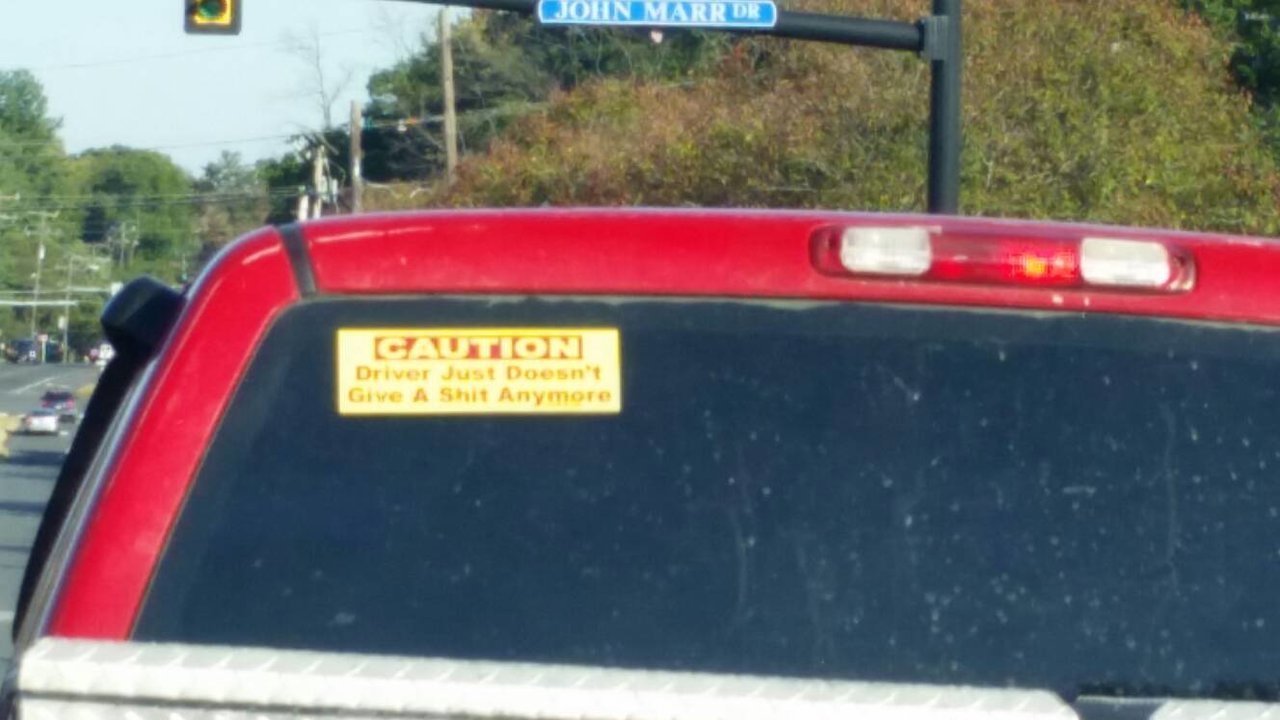 JOHN MARR DR
CAUTION
Driver Just Doesn't
Give A Shit Anymore